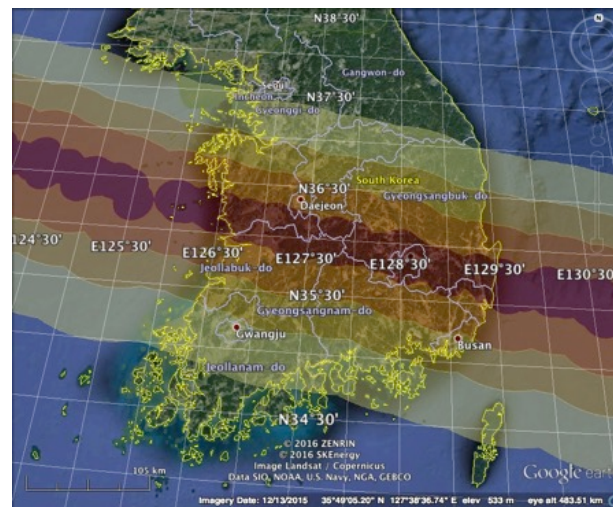 N38°30'
N
Gangwon-do
Seoul
Incheon
N37°30'
Gyeonggi-do
South Korea
N36°30'
Gyeongsangbuk-do
Daejeon
124°30'
E125°30'
E126°30'
E127°30'
E128°30'
E129°30'
E130°30'
Jeollabuk-do
N35°30'
Gyeongsangnam-do
Gwangju
Busan
Jeollanam-do
N34°30'
© 2016 ZENRIN
© 2016 SKEnergy
Image Landsat / Copernicus
Data SIO, NOAA, U.S. Navy, NGA, GEBCO
105 km
Google earth
Imagery Date: 12/13/2015 35°49'05.20" N 127°38'36.74" E elev 533 m eye alt 483.51 km